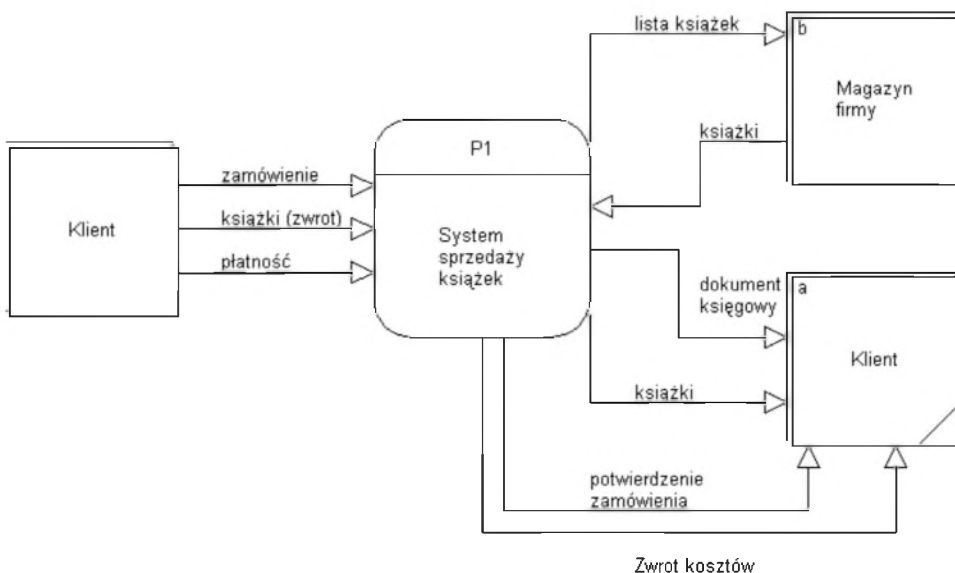 lista książek
b
Magazyn
firmy
książki
P1
zamówienie
książki (zwrot)
płatność
Klient
System
sprzedaży
książek
dokument
księgowy
a
Klient
książki
potwierdzenie
zamówienia
Zwrot kosztów